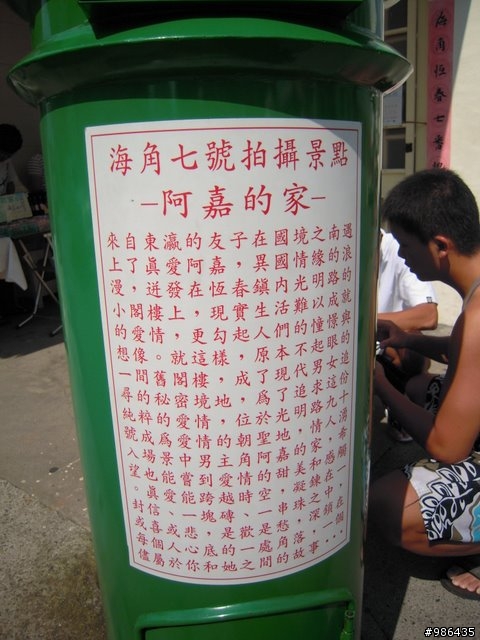 海角七號拍攝景點
—阿嘉的家—
來自東瀛的友子在國境之南遇
上了眞愛阿嘉，異國情緣的浪
漫，迸發在恆春鎮內光明路的
小閣樓上，現實生活難以成就
的愛情，更勾起人們的憧憬與
想像。就這樣，原本不起眼的
一間舊閣樓，成了現代男女追
尋的秘密境地，爲了追求這份
純粹的愛情，位於光明路九十
號成爲愛情的朝聖地，情人湧
入場景中男主角阿嘉的家，希
望也能嘗到愛情的甜美和感觸
。眞愛能跨越時空，凝鍊在一
封信、一塊磚、一串珠之中，
或喜或悲，是歡是愁，深鎖在
每個人心底的一處角落，一個
僅屬於你和她之間的故事...
海角恆春七番
#986435